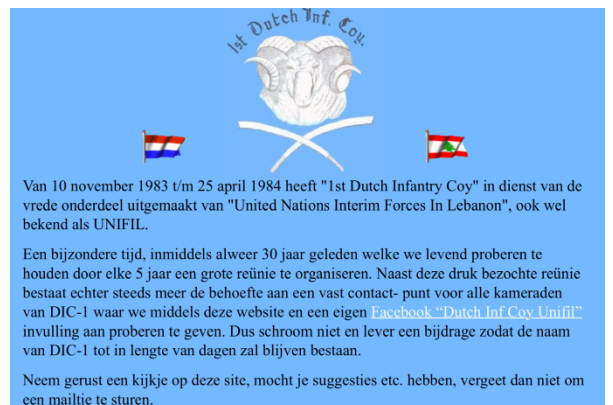 1st Dutch Inf. Coy.
Van 10 november 1983 t/m 25 april 1984 heeft "1st Dutch Infantry Coy" in dienst van de
vrede onderdeel uitgemaakt van "United Nations Interim Forces In Lebanon", ook wel
bekend als UNIFIL.
Een bijzondere tijd, inmiddels alweer 30 jaar geleden welke we levend proberen te
houden door elke 5 jaar een grote reünie te organiseren. Naast deze druk bezochte reünie
bestaat echter steeds meer de behoefte aan een vast contact- punt voor alle kameraden
van DIC-1 waar we middels deze website en een eigen Facebook “Dutch Inf Coy Unifil”
invulling aan proberen te geven. Dus schroom niet en lever een bijdrage zodat de naam
van DIC-1 tot in lengte van dagen zal blijven bestaan.
Neem gerust een kijkje op deze site, mocht je suggesties etc. hebben, vergeet dan niet om
een mailtje te sturen.